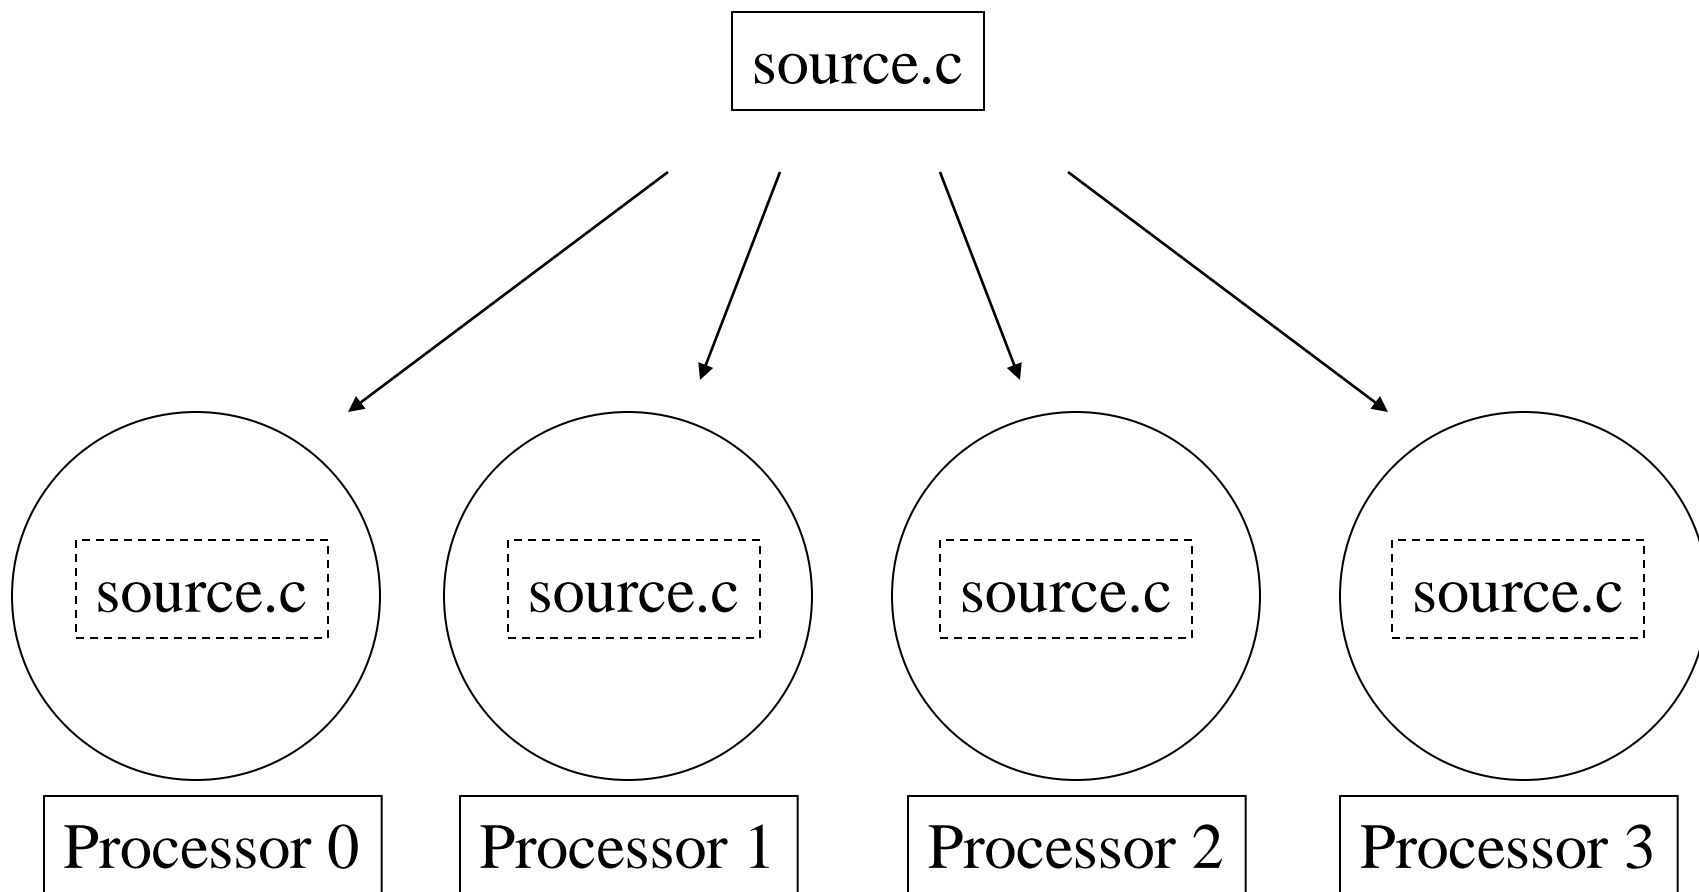 source.c
source.c
source.c
source.c
source.c
Processor 0
Processor 1
Processor 2
Processor 3